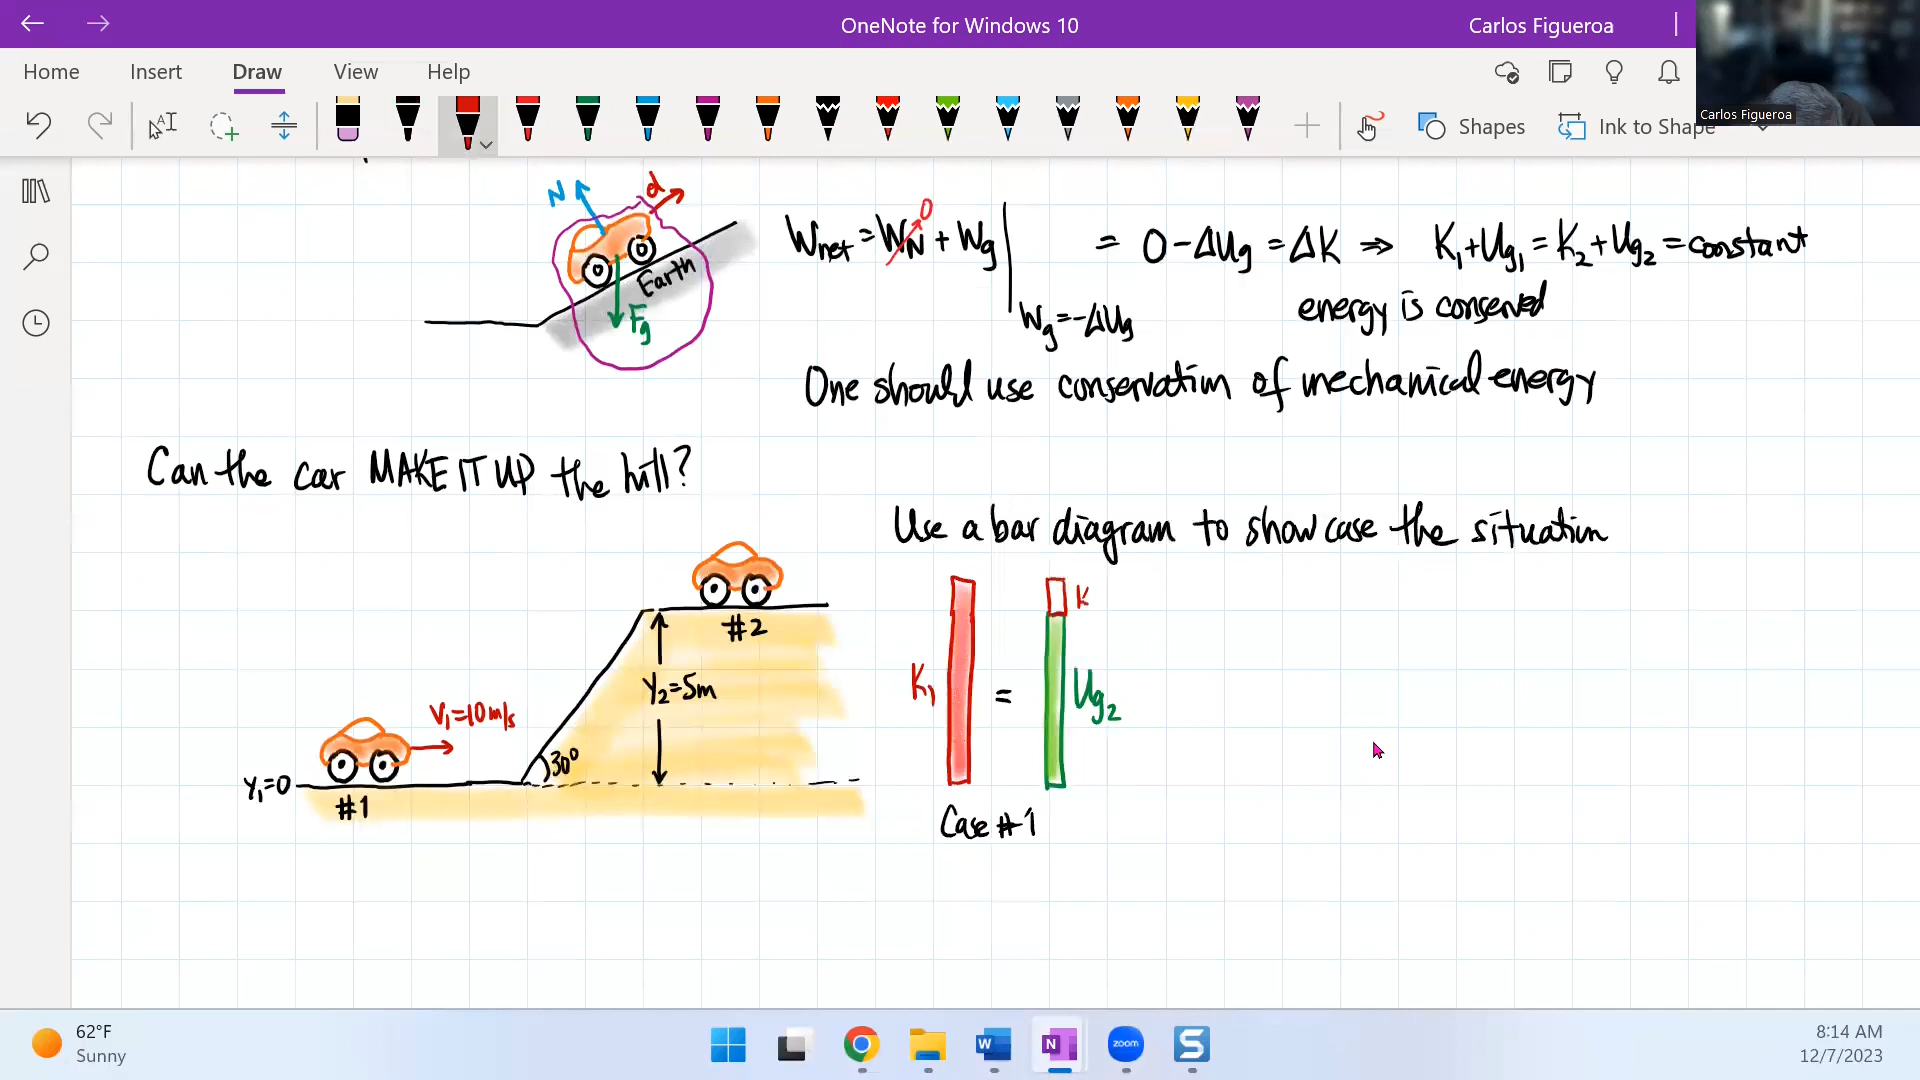 OneNote for Windows 10
Carlos Figueroa
Home Insert Draw View Help
Shapes
Ink to Shape
Carlos Figueroa
N
d
Earth
Fg
Wnet = WN + Wg
0
Wg = -ΔUg
= 0 - ΔUg = ΔK ⇒ K1 + Ug1 = K2 + Ug2 = constant
energy is conserved
One should use conservation of mechanical energy
Can the car MAKE IT UP the hill?
Use a bar diagram to showcase the situation
#2
Y2=5m
V1=10m/s
30°
Y1=0
#1
K1
=
K
Ug2
Case #1
62°F
Sunny
8:14 AM
12/7/2023
zoom